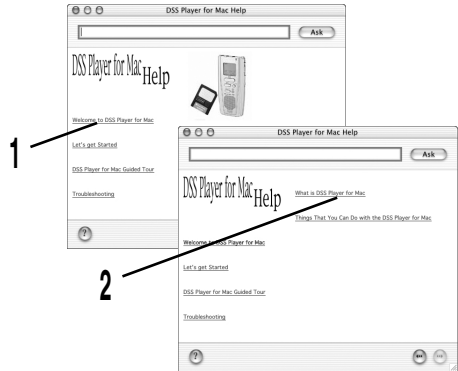 DSS Player for Mac Help
Ask
DSS Player for Mac Help
Welcome to DSS Player for Mac
Let's get Started
DSS Player for Mac Guided Tour
Troubleshooting
?
1
DSS Player for Mac Help
Ask
DSS Player for Mac Help
Welcome to DSS Player for Mac
Let's get Started
DSS Player for Mac Guided Tour
Troubleshooting
What is DSS Player for Mac
Things That You Can Do with the DSS Player for Mac
?
2